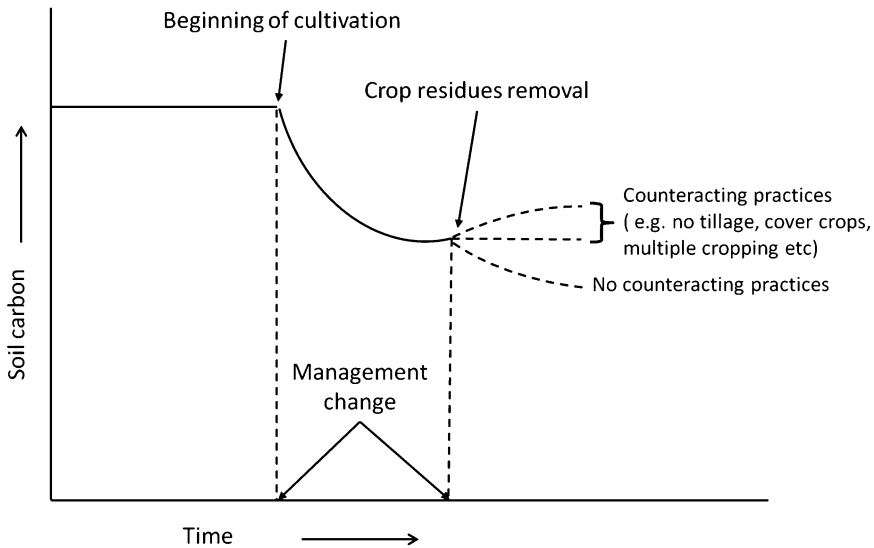 Beginning of cultivation
Crop residues removal
Counteracting practices
( e.g. no tillage, cover crops,
multiple cropping etc)
No counteracting practices
Management
change
Soil carbon
Time